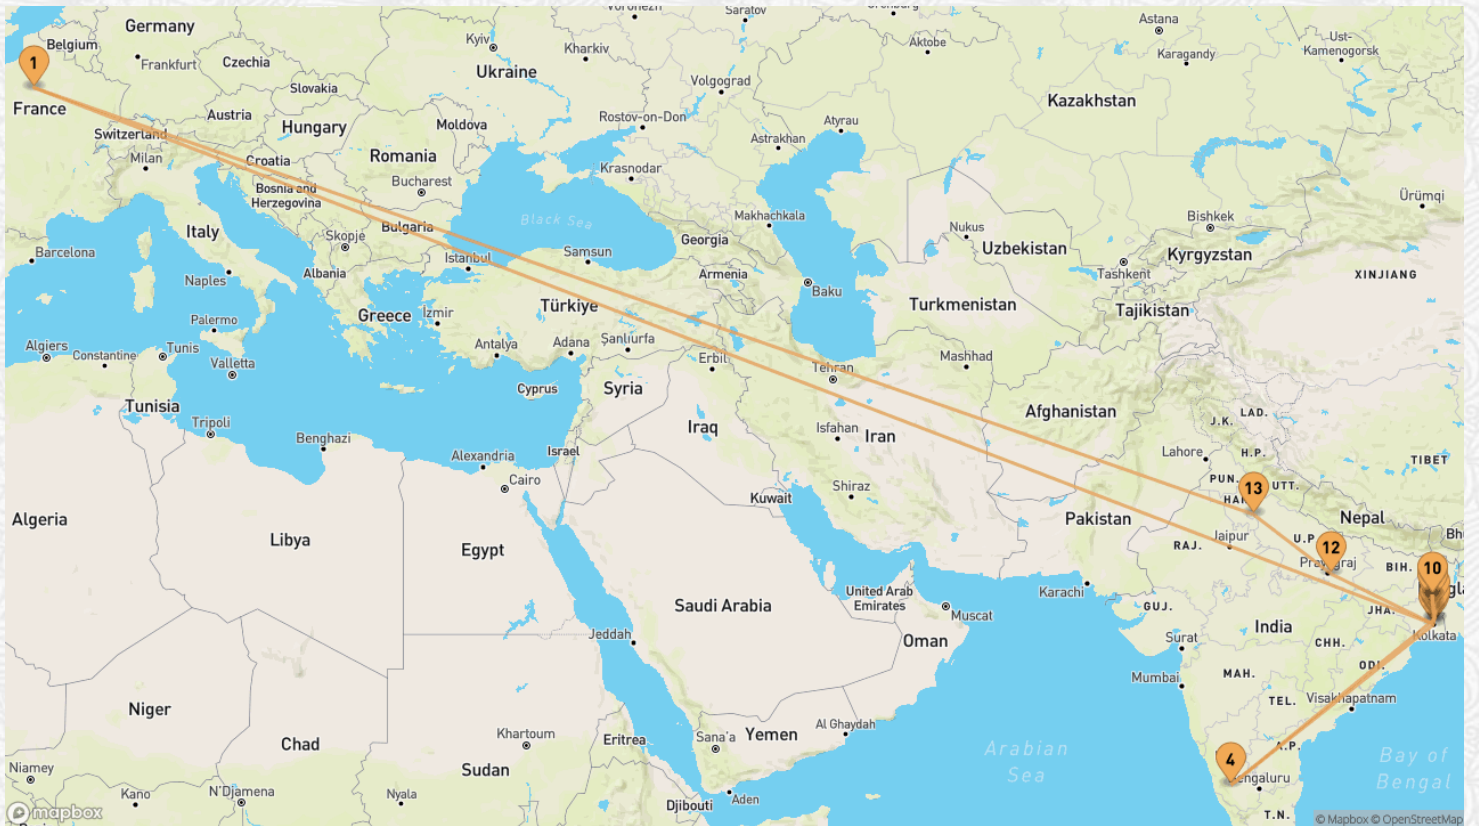 Voronezh
Saratov
Germany
Astana
Ust-
Kamenogorsk
Belgium
Kyiv
Kharkiv
Aktobe
Karagandy
1
Frankfurt
Czechia
Ukraine
Volgograd
Slovakia
Kazakhstan
France
Austria
Rostov-on-Don
Atyrau
Switzerland
Hungary
Moldova
Astrakhan
Milan
Croatia
Romania
Krasnodar
Bosnia and
Herzegovina
Bucharest
Ürümqi
Black Sea
Makhachkala
Bishkek
Italy
Skopje
Bulgaria
Nukus
Barcelona
Istanbul
Samsun
Georgia
Uzbekistan
Kyrgyzstan
Albania
Armenia
Tashkent
XINJIANG
Naples
Baku
Greece
İzmir
Türkiye
Turkmenistan
Tajikistan
Palermo
Algiers
Constantine
Tunis
Valletta
Antalya
Adana
Şanlıurfa
Erbil
Tehran
Mashhad
Cyprus
Syria
Tunisia
Afghanistan
LAD.
J.K.
Tripoli
Benghazi
Iraq
Isfahan
Iran
Israel
Lahore
H.P.
TIBET
Alexandria
Cairo
Shiraz
PUN.
UTT.
13
HAR
Kuwait
Algeria
Pakistan
Nepal
Libya
Egypt
RAJ.
Jaipur
U.P.
Bhu
12
Prayagraj
BIH.
10
Karachi
United Arab
Emirates
Saudi Arabia
Muscat
GUJ.
JHA.
Jeddah
Oman
Surat
India
Kolkata
CHH.
ODI.
Mumbai
MAH.
Niger
TEL.
Visakhapatnam
Chad
Khartoum
Eritrea
Sana'a
Yemen
Al Ghaydah
Arabian
Sea
A.P.
Bay of
Bengal
4
Niamey
Sudan
Bengaluru
Kano
N'Djamena
Nyala
Djibouti
Aden
T.N.
mapbox
© Mapbox © OpenStreetMap